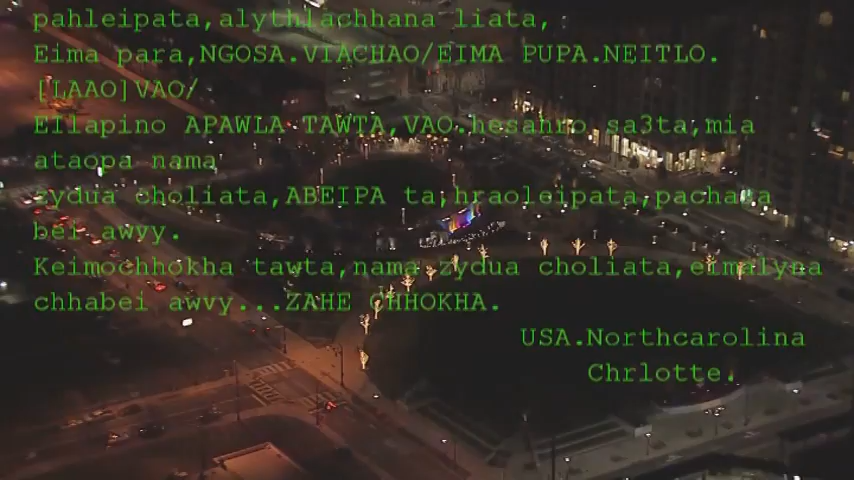 pahleipata,alythlachhana liata,
Eima para,NGOSA.VIACHAO/EIMA PUPA.NEITLO.
[LAAO]VAO/
EIlapino APAWLA TAWTA,VAO.hesahro sa3ta,mia
ataopa nama
zydua choliata,ABEIPA ta,hraoleipata,pachana
bei awyy.
Keimochhokha tawta,nama zydua choliata,eimalyna
chhabei awvy...ZAHE CHHOKHA.
USA.Northcarolina
Chrlotte.